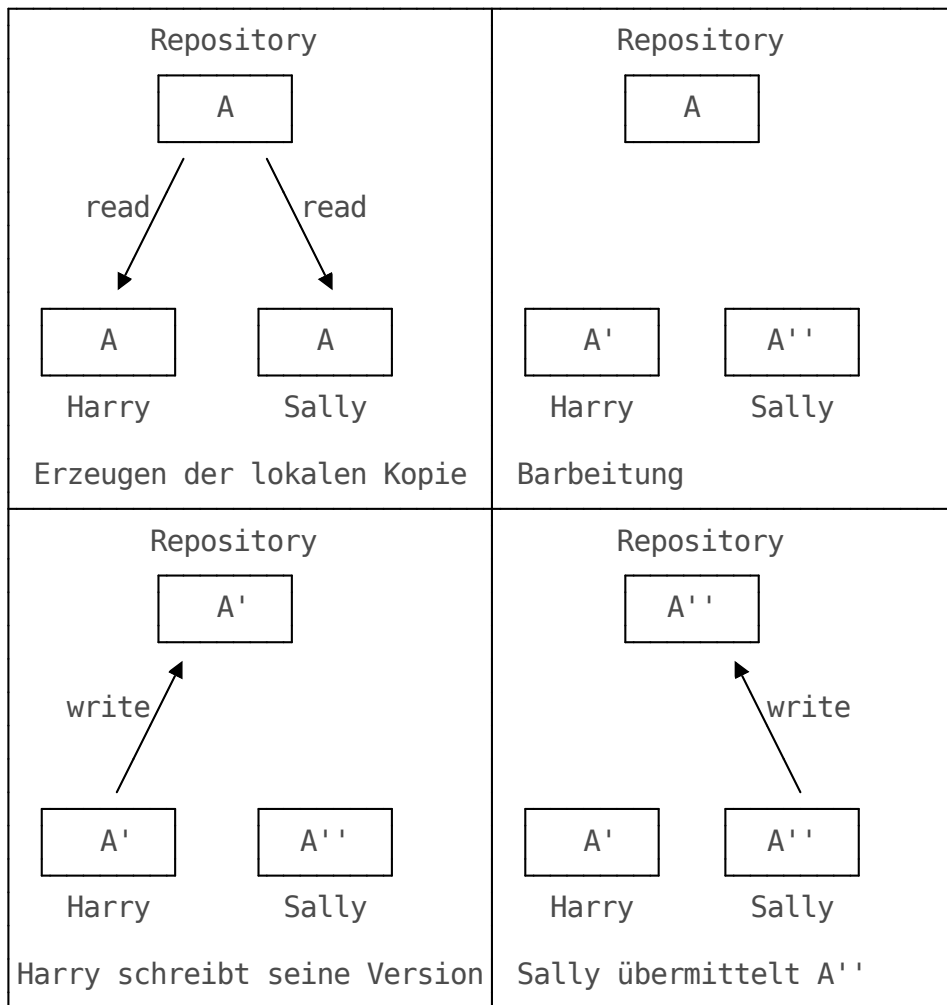 Repository
A
read
read
A
A
Harry
Sally
Erzeugen der lokalen Kopie
Repository
A
A'
A''
Harry
Sally
Barbeitung
Repository
A'
write
A'
A''
Harry
Sally
Harry schreibt seine Version
Repository
A''
write
A'
A''
Harry
Sally
Sally übermittelt A''